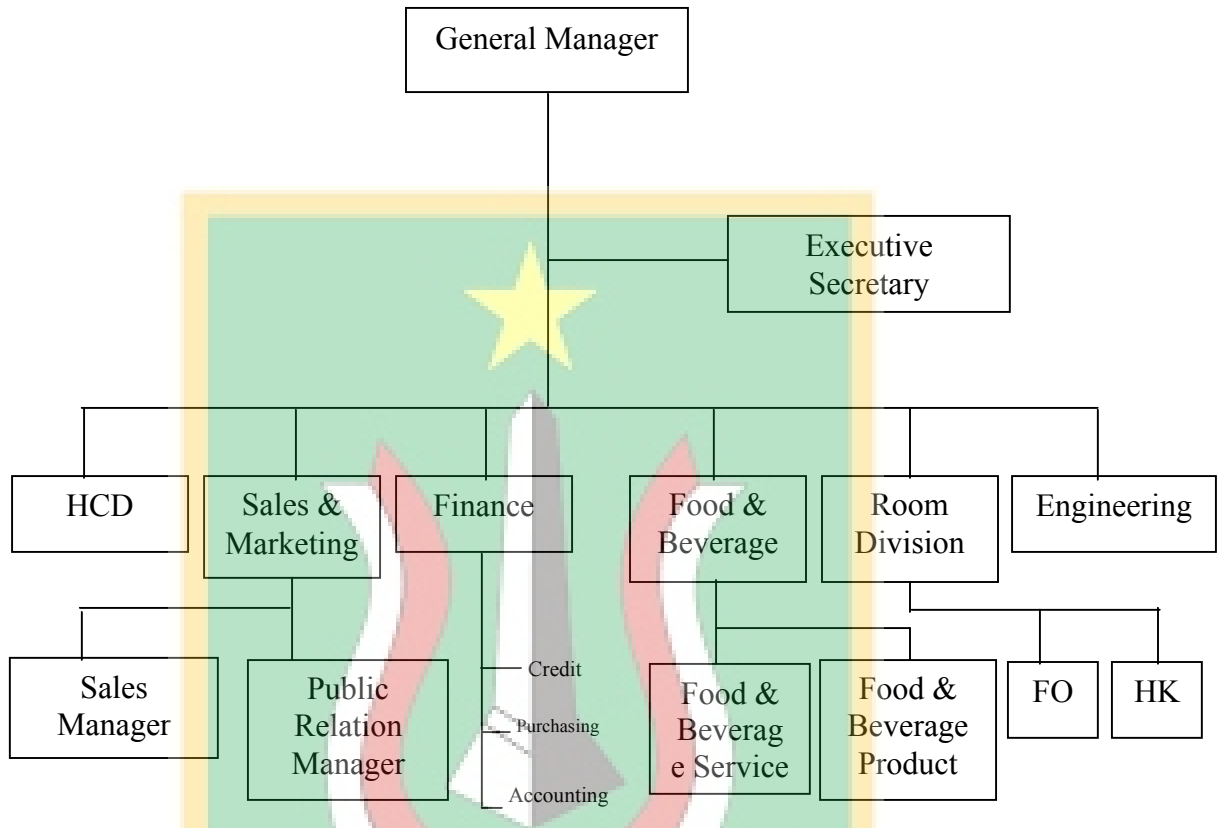 General Manager
Executive
Secretary
HCD
Sales &
Marketing
Finance
Food &
Beverage
Room
Division
Engineering
Sales
Manager
Public
Relation
Manager
Credit
Purchasing
Accounting
Food &
Beverag
e Service
Food &
Beverage
Product
FO
HK